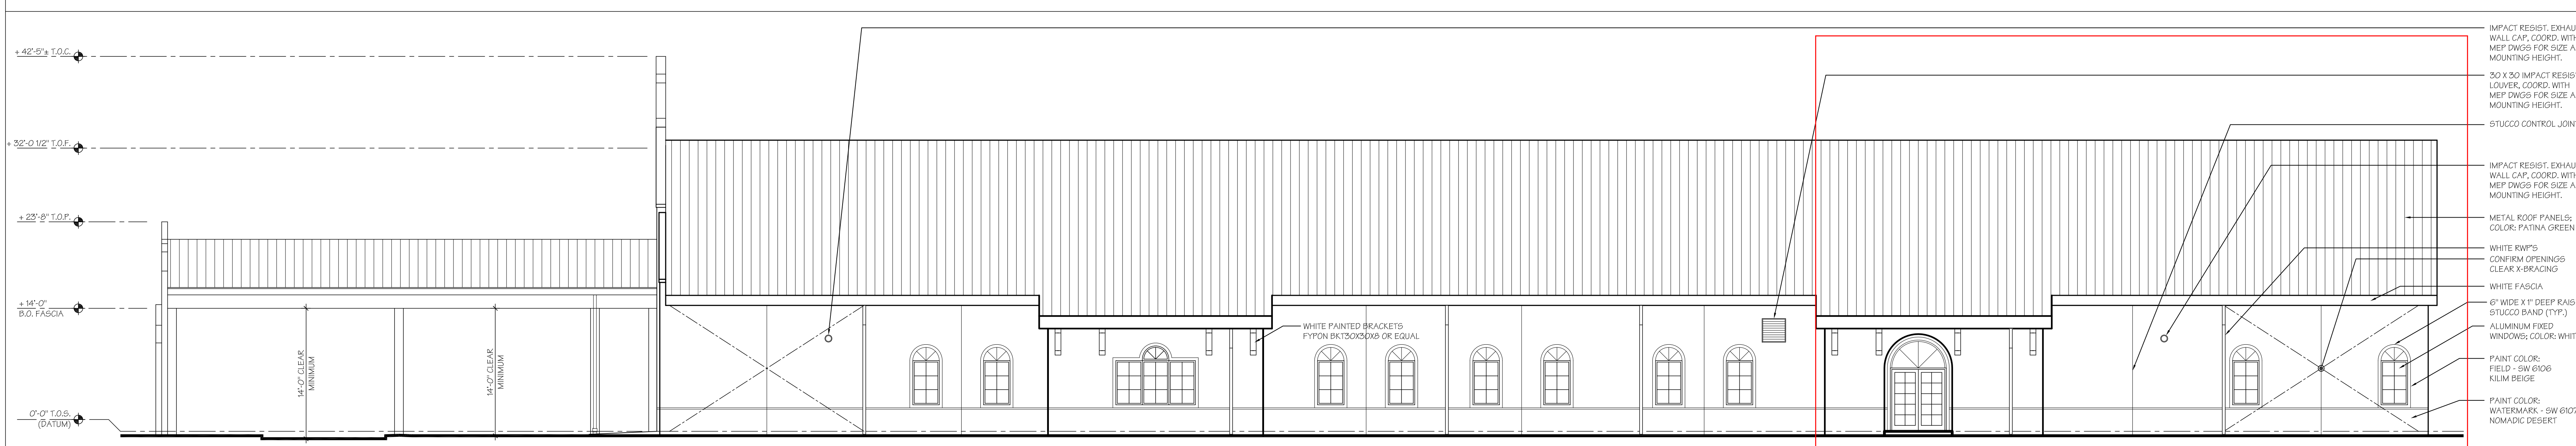 + 42'-5"± T.O.C.
+ 32'-0 1/2" T.O.F.
+ 23'-8" T.O.P.
+ 14'-0"
B.O. FASCIA
0'-0" T.O.S.
(DATUM)
14'-0" CLEAR
MINIMUM
14'-0" CLEAR
MINIMUM
WHITE PAINTED BRACKETS
FYPON BKT30X30X8 OR EQUAL
IMPACT RESIST. EXHAU
WALL CAP, COORD. WITH
MEP DWGS FOR SIZE A
MOUNTING HEIGHT.
30 X 30 IMPACT RESIS
LOUVER, COORD. WITH
MEP DWGS FOR SIZE A
MOUNTING HEIGHT.
STUCCO CONTROL JOIN
IMPACT RESIST. EXHAU
WALL CAP, COORD. WITH
MEP DWGS FOR SIZE A
MOUNTING HEIGHT.
METAL ROOF PANELS;
COLOR: PATINA GREEN
WHITE RWP'S
CONFIRM OPENINGS
CLEAR X-BRACING
WHITE FASCIA
6" WIDE X 1" DEEP RAIS
STUCCO BAND (TYP.)
ALUMINUM FIXED
WINDOWS; COLOR: WHIT
PAINT COLOR:
FIELD - SW 6106
KILIM BEIGE
PAINT COLOR:
WATERMARK - SW 6107
NOMADIC DESERT